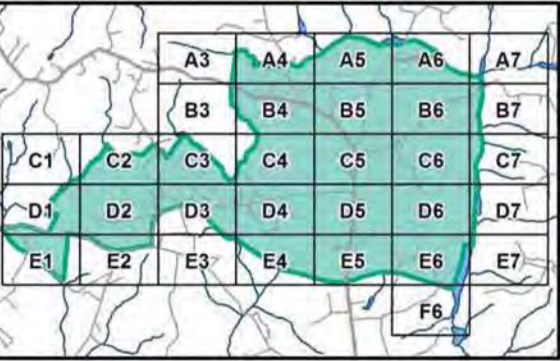 A3 A4 A5 A6 A7
B3 B4 B5 B6 B7
C1 C2 C3 C4 C5 C6 C7
D1 D2 D3 D4 D5 D6 D7
E1 E2 E3 E4 E5 E6 E7
F6